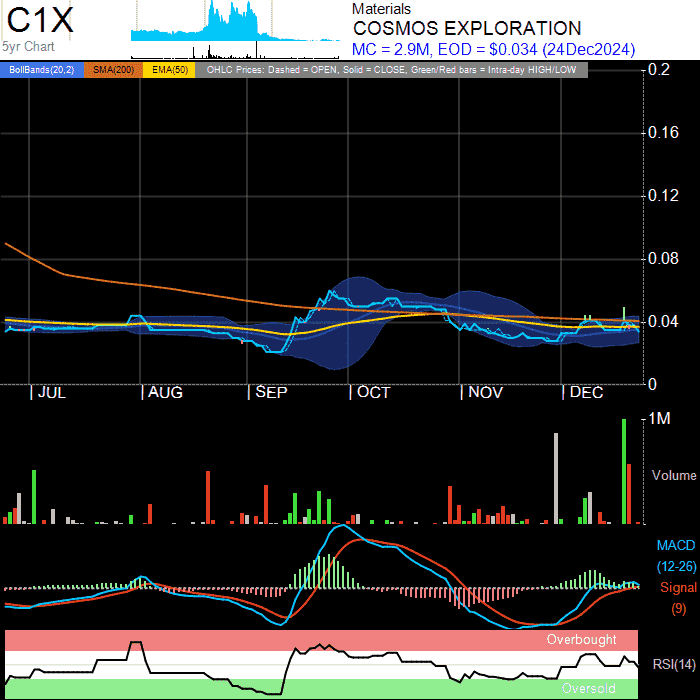 C1X
5yr Chart
Materials
COSMOS EXPLORATION
MC = 2.9M, EOD = $0.034 (24Dec2024)
BollBands(20,2) SMA(200) EMA(50) OHLC Prices: Dashed = OPEN, Solid = CLOSE, Green/Red bars = Intra-day HIGH/LOW
0.2
0.16
0.12
0.08
0.04
0
JUL AUG SEP OCT NOV DEC
1M
Volume
MACD
(12-26)
Signal
(9)
Overbought
RSI(14)
Oversold